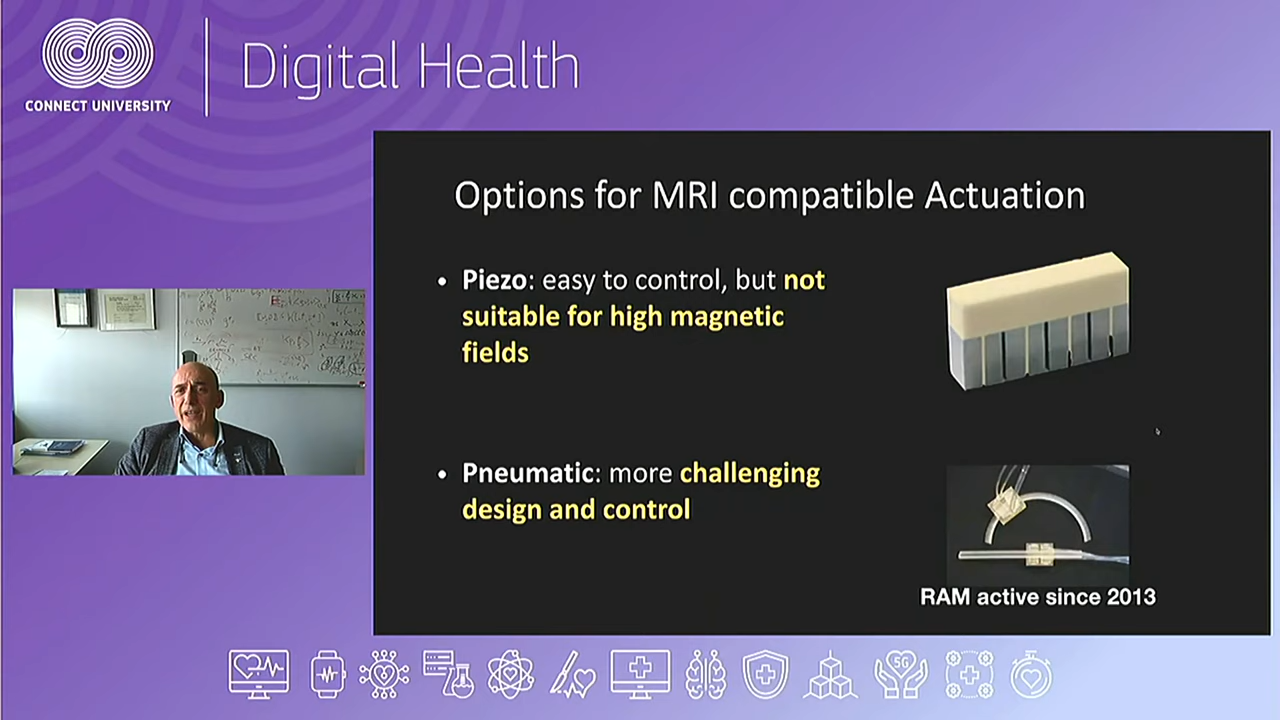 CONNECT UNIVERSITY
Digital Health
Options for MRI compatible Actuation
• Piezo: easy to control, but not
suitable for high magnetic
fields
• Pneumatic: more challenging
design and control
RAM active since 2013
5G